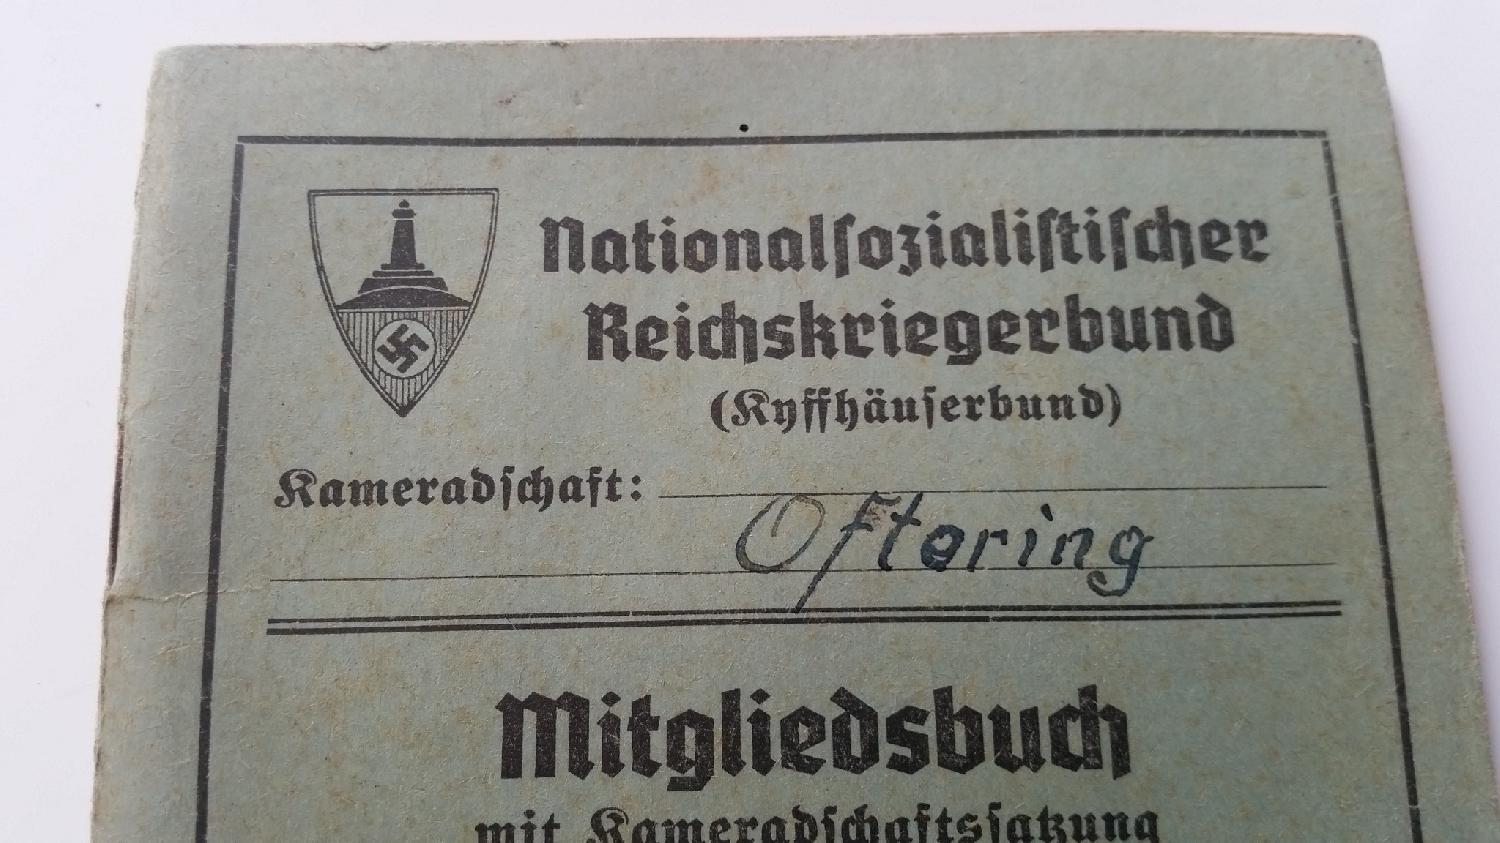 Nationalsozialistischer
Reichskriegerbund
(Kyffhäuserbund)
Kameradschaft:
Oftering
Mitgliedsbuch
mit Kameradschaftssatzung